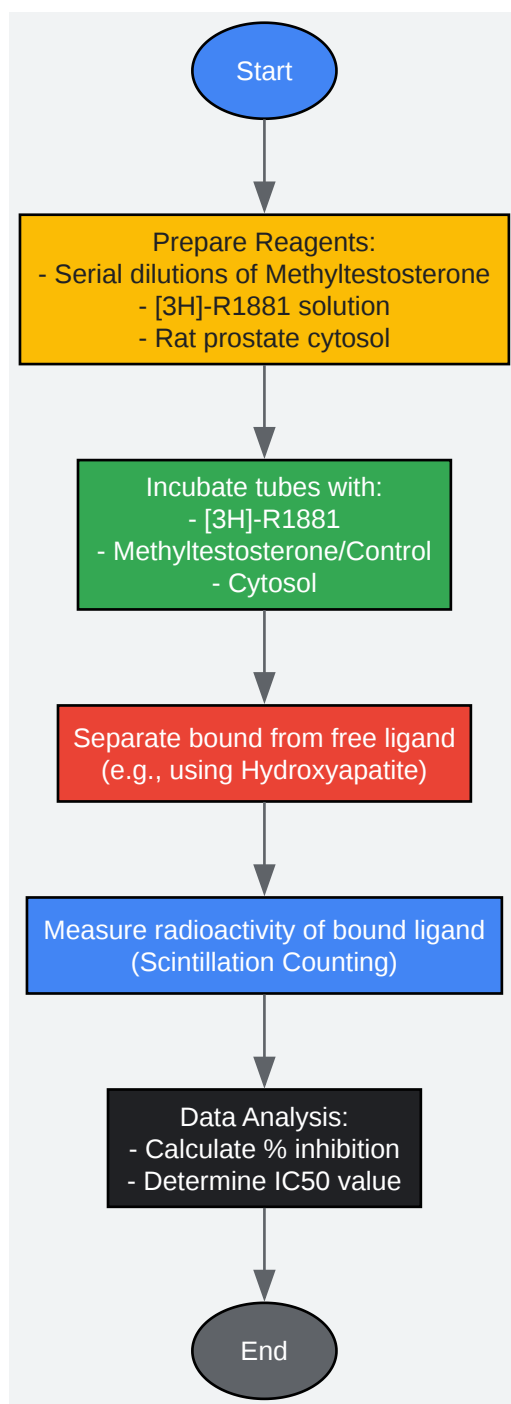 Start
Prepare Reagents:
- Serial dilutions of Methyltestosterone
- [3H]-R1881 solution
- Rat prostate cytosol
Incubate tubes with:
- [3H]-R1881
- Methyltestosterone/Control
- Cytosol
Separate bound from free ligand
(e.g., using Hydroxyapatite)
Measure radioactivity of bound ligand
(Scintillation Counting)
Data Analysis:
- Calculate % inhibition
- Determine IC50 value
End